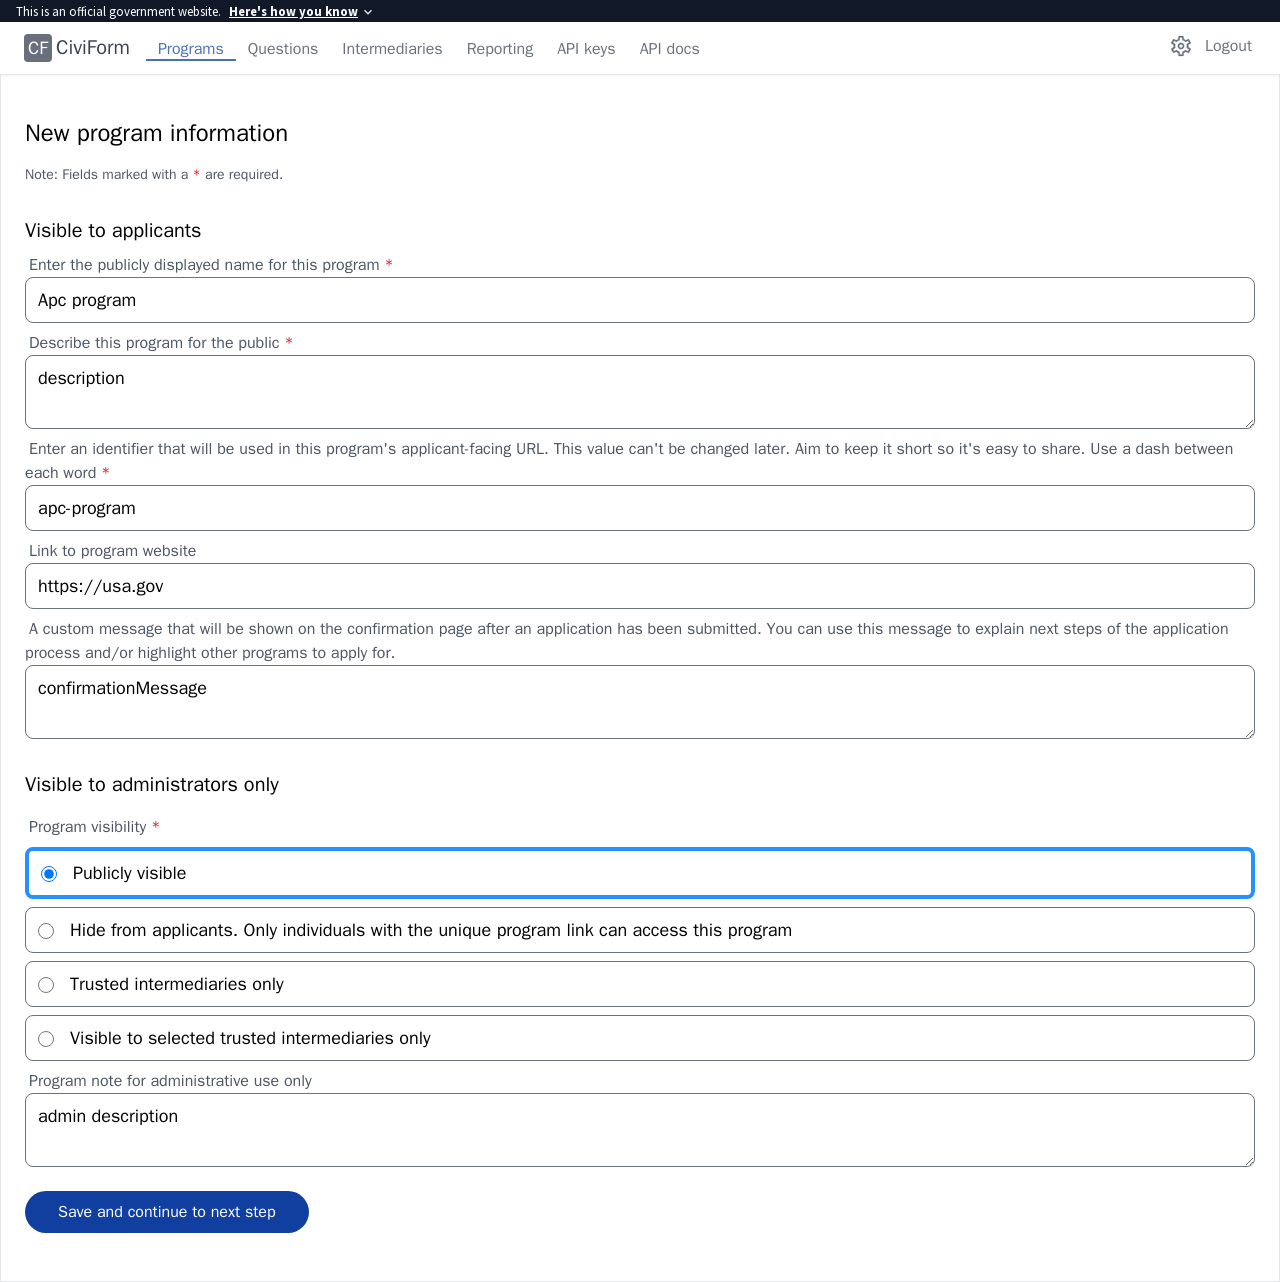 This is an official government website. Here's how you know
CF CiviForm Programs Questions Intermediaries Reporting API keys API docs Logout
New program information
Note: Fields marked with a * are required.
Visible to applicants
Enter the publicly displayed name for this program *
Apc program
Describe this program for the public *
description
Enter an identifier that will be used in this program's applicant-facing URL. This value can't be changed later. Aim to keep it short so it's easy to share. Use a dash between
each word *
apc-program
Link to program website
https://usa.gov
A custom message that will be shown on the confirmation page after an application has been submitted. You can use this message to explain next steps of the application
process and/or highlight other programs to apply for.
confirmationMessage
Visible to administrators only
Program visibility *
Publicly visible
Hide from applicants. Only individuals with the unique program link can access this program
Trusted intermediaries only
Visible to selected trusted intermediaries only
Program note for administrative use only
admin description
Save and continue to next step